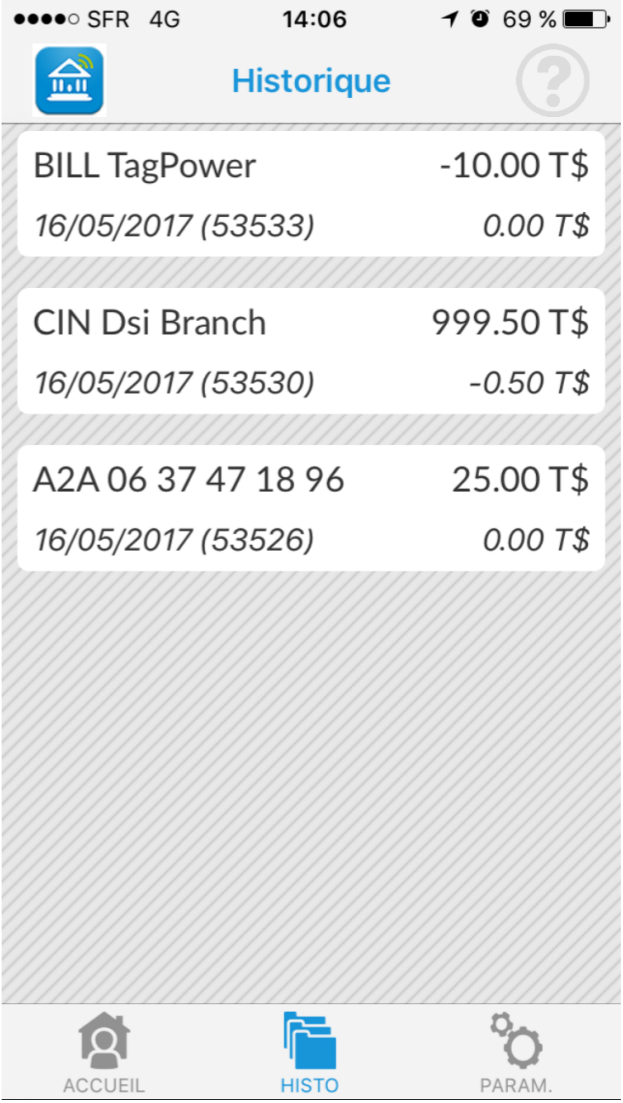 SFR 4G 14:06 69 %
Historique
?
BILL TagPower -10.00 T$
16/05/2017 (53533) 0.00 T$
CIN Dsi Branch 999.50 T$
16/05/2017 (53530) -0.50 T$
A2A 06 37 47 18 96 25.00 T$
16/05/2017 (53526) 0.00 T$
ACCUEIL HISTO PARAM.